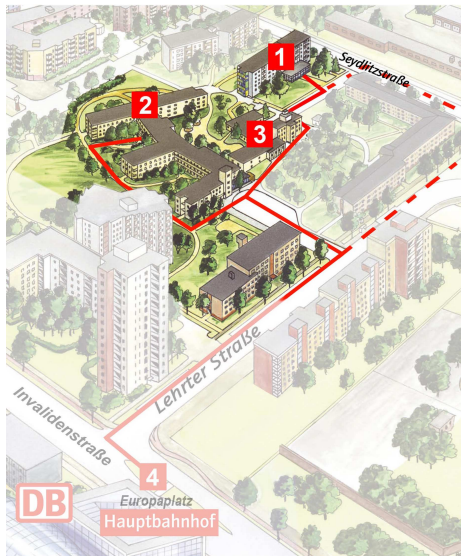 1
Seydlitzstraße
2
3
Lehrter Straße
Invalidenstraße
4
Europaplatz
DB
Hauptbahnhof